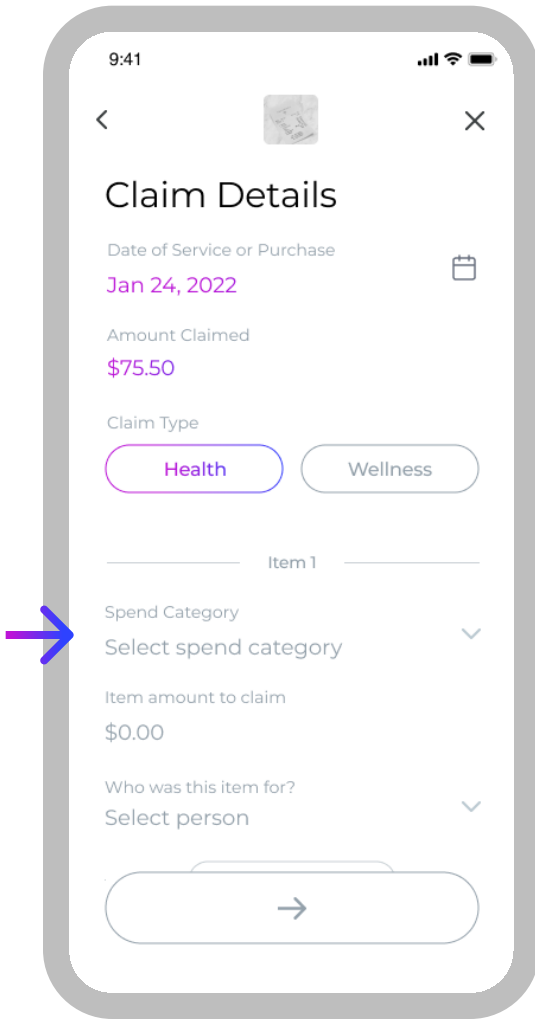 9:41
Claim Details
Date of Service or Purchase
Jan 24, 2022
Amount Claimed
$75.50
Claim Type
Health
Wellness
Item 1
Spend Category
Select spend category
Item amount to claim
$0.00
Who was this item for?
Select person